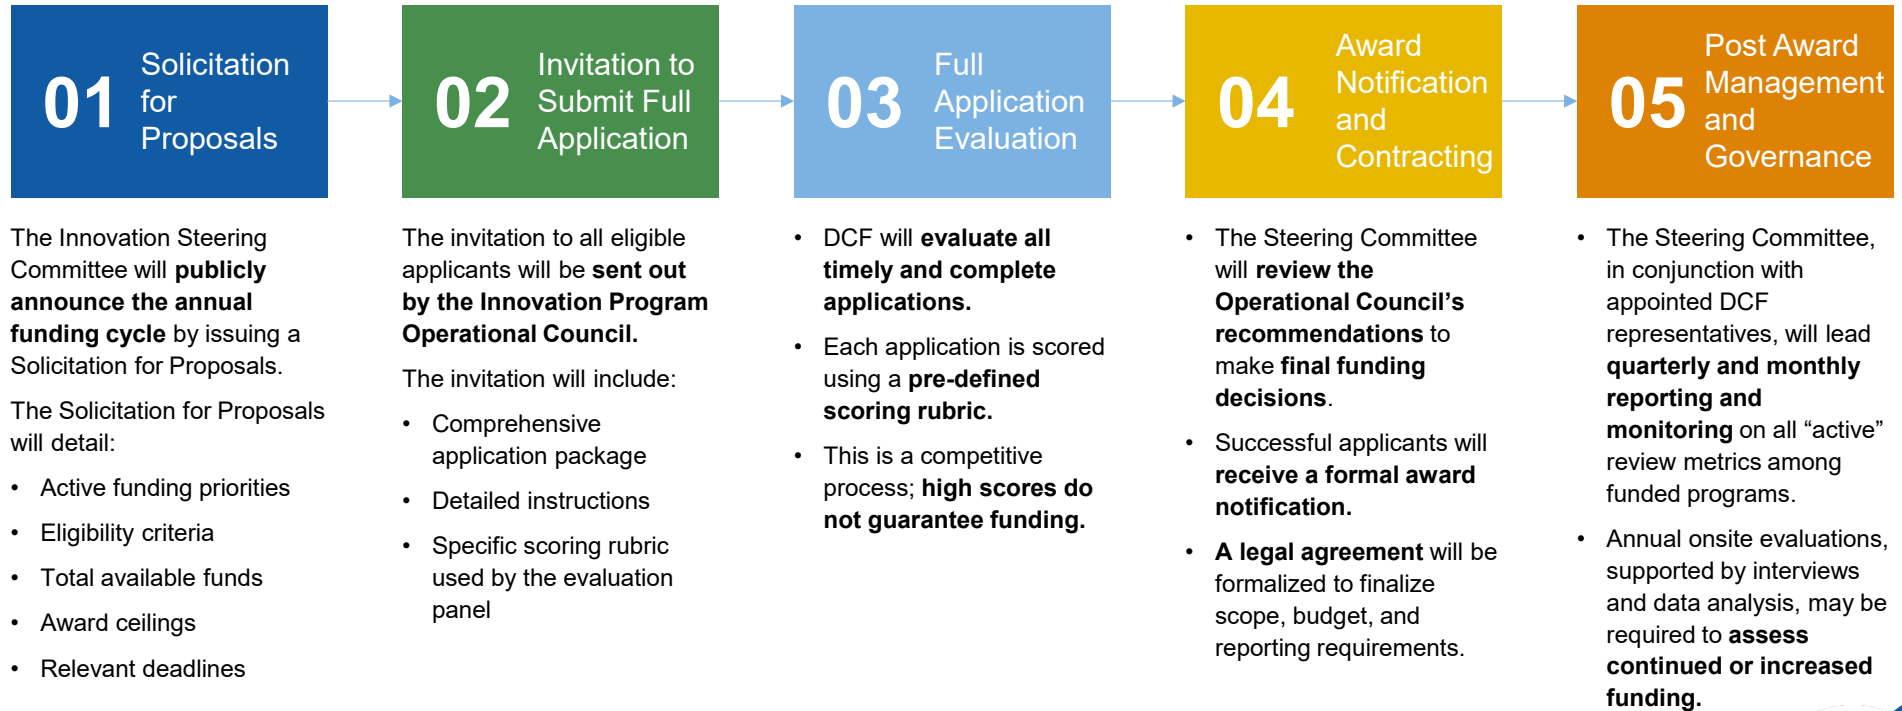 01
Solicitation
for
Proposals
The Innovation Steering
Committee will publicly
announce the annual
funding cycle by issuing a
Solicitation for Proposals.
The Solicitation for Proposals
will detail:
• Active funding priorities
• Eligibility criteria
• Total available funds
• Award ceilings
• Relevant deadlines
02
Invitation to
Submit Full
Application
The invitation to all eligible
applicants will be sent out
by the Innovation Program
Operational Council.
The invitation will include:
• Comprehensive
application package
• Detailed instructions
• Specific scoring rubric
used by the evaluation
panel
03
Full
Application
Evaluation
• DCF will evaluate all
timely and complete
applications.
• Each application is scored
using a pre-defined
scoring rubric.
• This is a competitive
process; high scores do
not guarantee funding.
04
Award
Notification
and
Contracting
• The Steering Committee
will review the
Operational Council’s
recommendations to
make final funding
decisions.
• Successful applicants will
receive a formal award
notification.
• A legal agreement will be
formalized to finalize
scope, budget, and
reporting requirements.
05
Post Award
Management
and
Governance
• The Steering Committee,
in conjunction with
appointed DCF
representatives, will lead
quarterly and monthly
reporting and
monitoring on all “active”
review metrics among
funded programs.
• Annual onsite evaluations,
supported by interviews
and data analysis, may be
required to assess
continued or increased
funding.